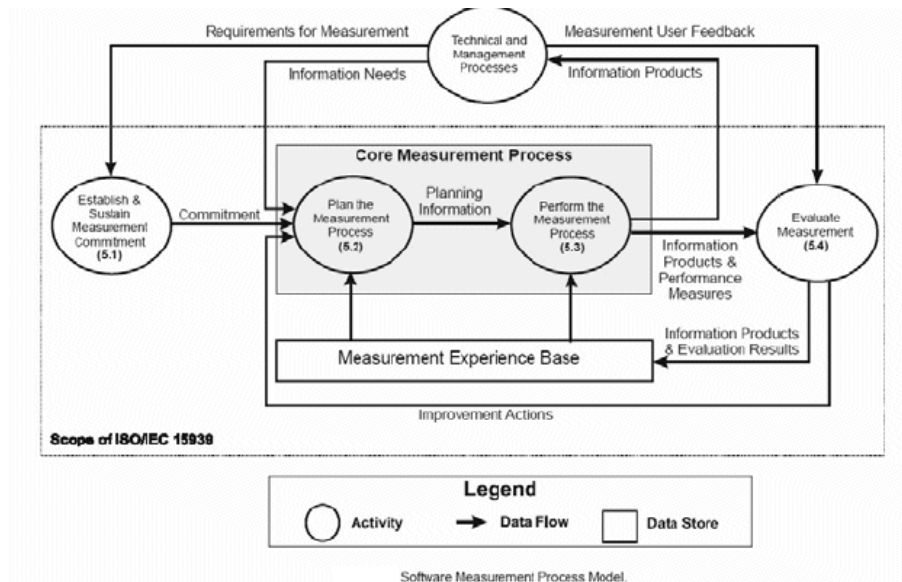 Requirements for Measurement
Technical and
Management
Processes
Measurement User Feedback
Information Needs
Information Products
Core Measurement Process
Establish &
Sustain
Measurement
Commitment
(5.1)
Commitment
Plan the
Measurement
Process
(5.2)
Planning
Information
Perform the
Measurement
Process
(5.3)
Evaluate
Measurement
(5.4)
Information
Products &
Performance
Measures
Measurement Experience Base
Information Products
& Evaluation Results
Improvement Actions
Scope of ISO/IEC 15939
Legend
Activity
Data Flow
Data Store
Software Measurement Process Model.